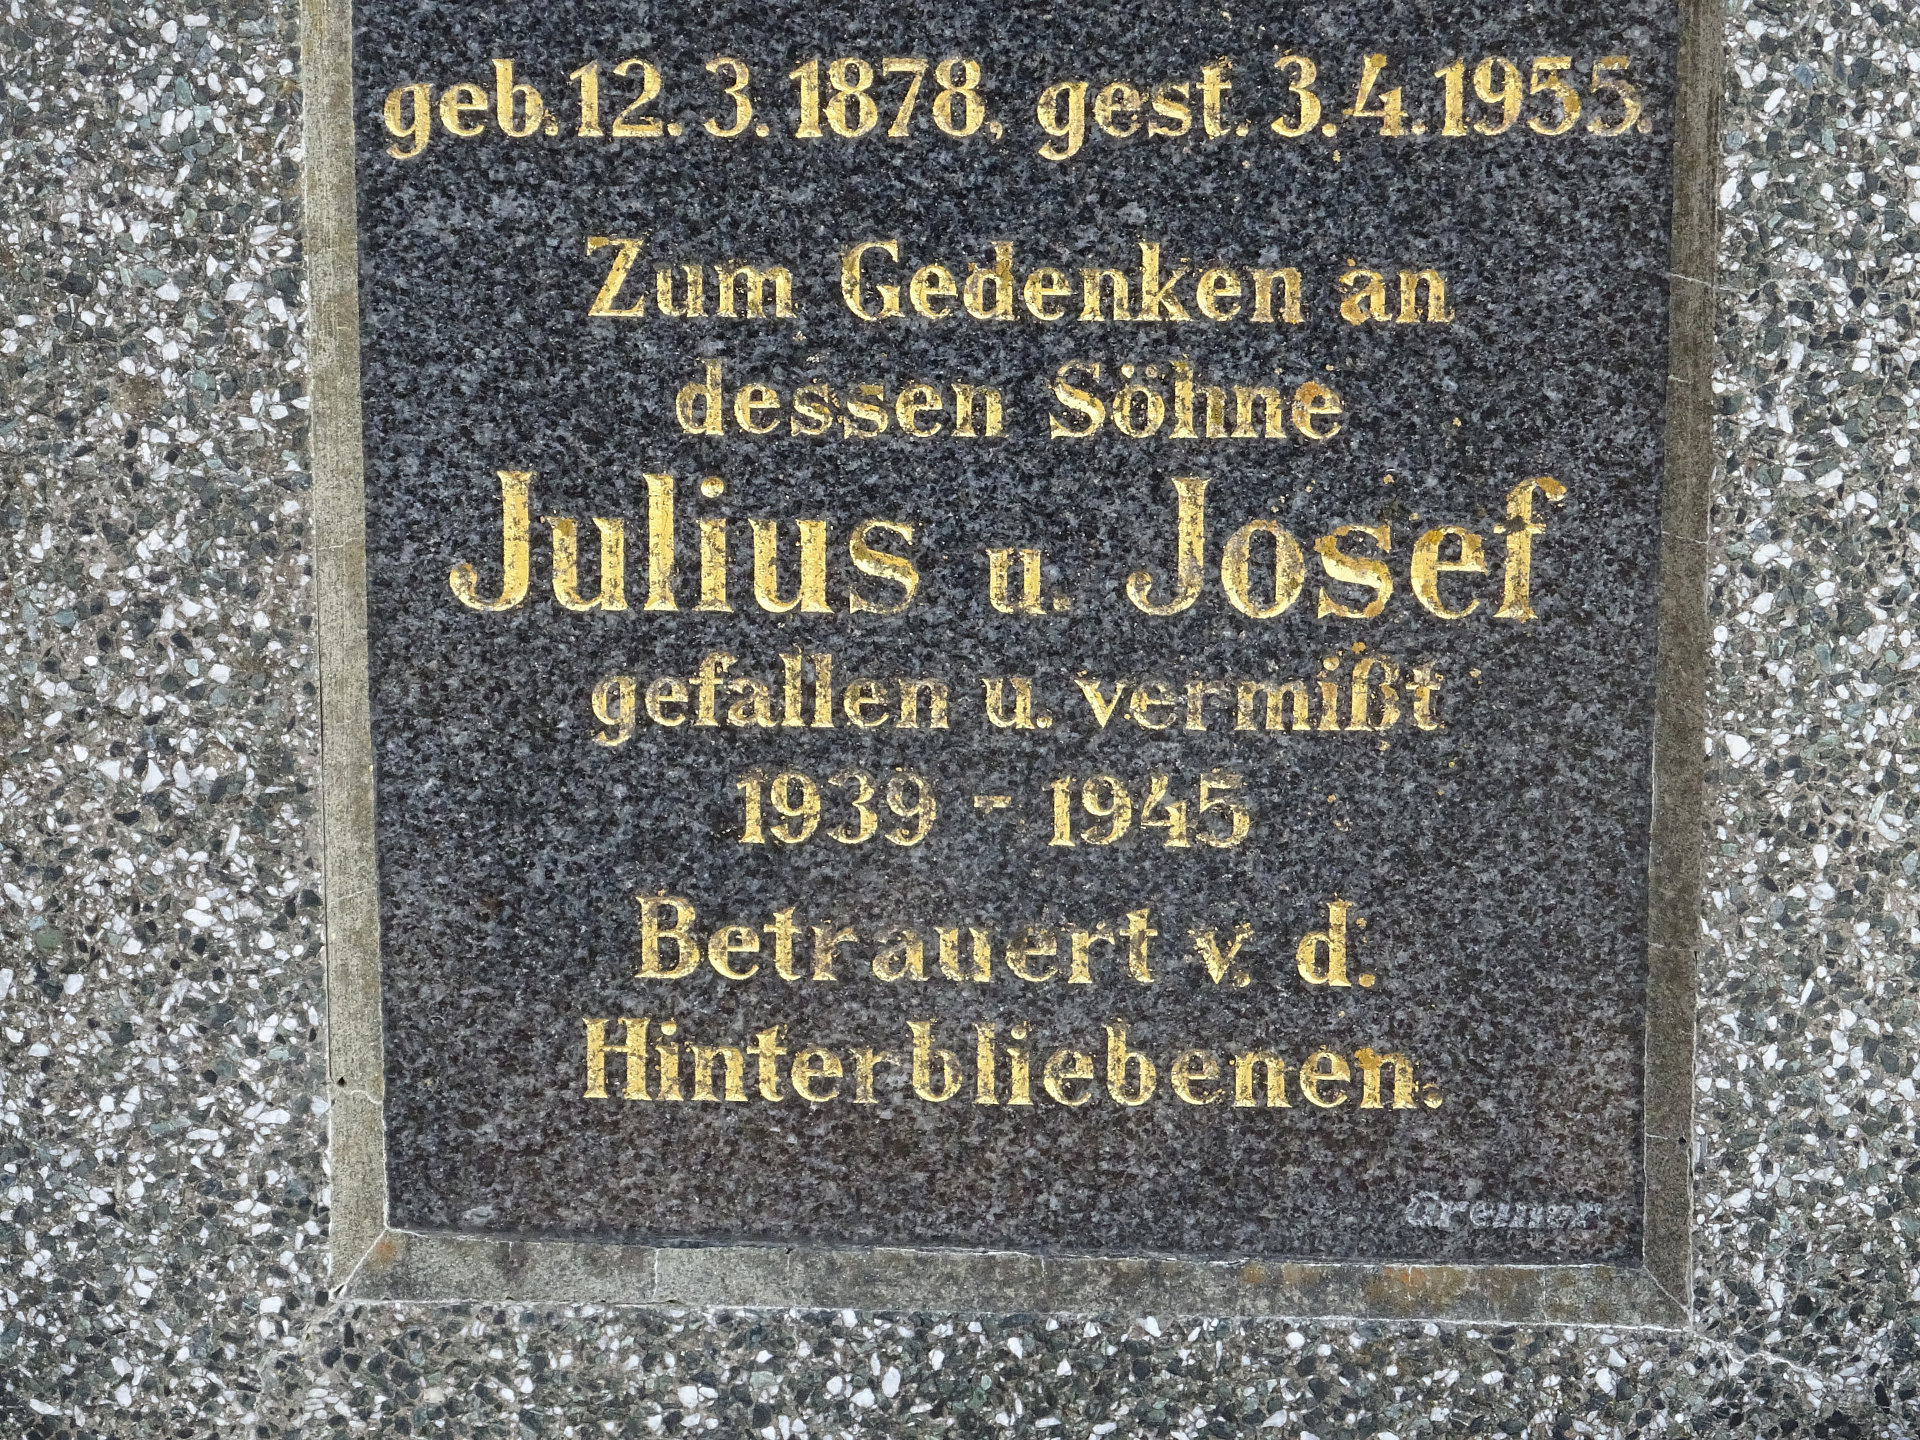 geb. 12. 3. 1878, gest. 3. 4. 1955.
Zum Gedenken an
dessen Söhne
Julius u. Josef
gefallen u. vermißt
1939 - 1945
Betrauert v. d.
Hinterbliebenen.